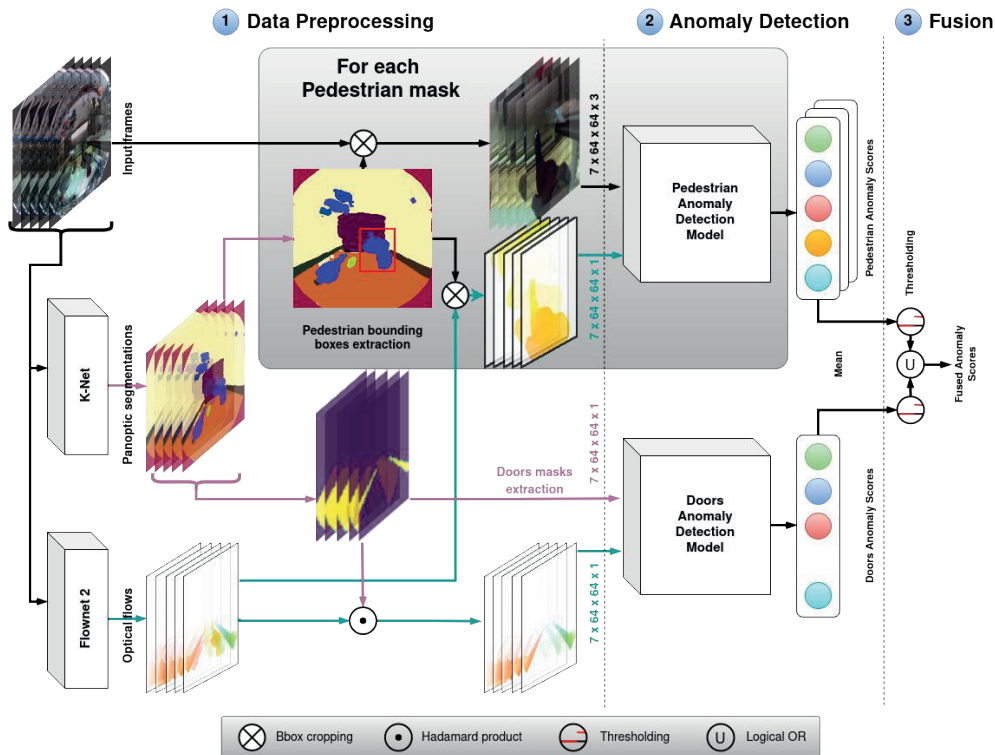 1 Data Preprocessing
2 Anomaly Detection
3 Fusion
For each
Pedestrian mask
Input frames
7 x 64 x 64 x 3
Pedestrian
Anomaly
Detection
Model
Pedestrian Anomaly Scores
Pedestrian bounding
boxes extraction
7 x 64 x 64 x 1
Thresholding
Mean
Fused Anomaly
Scores
U
K-Net
Panoptic segmentations
Doors masks
extraction
7 x 64 x 64 x 1
Doors
Anomaly
Detection
Model
Doors Anomaly Scores
Flownet 2
Optical flows
7 x 64 x 64 x 1
Bbox cropping
Hadamard product
Thresholding
U
Logical OR